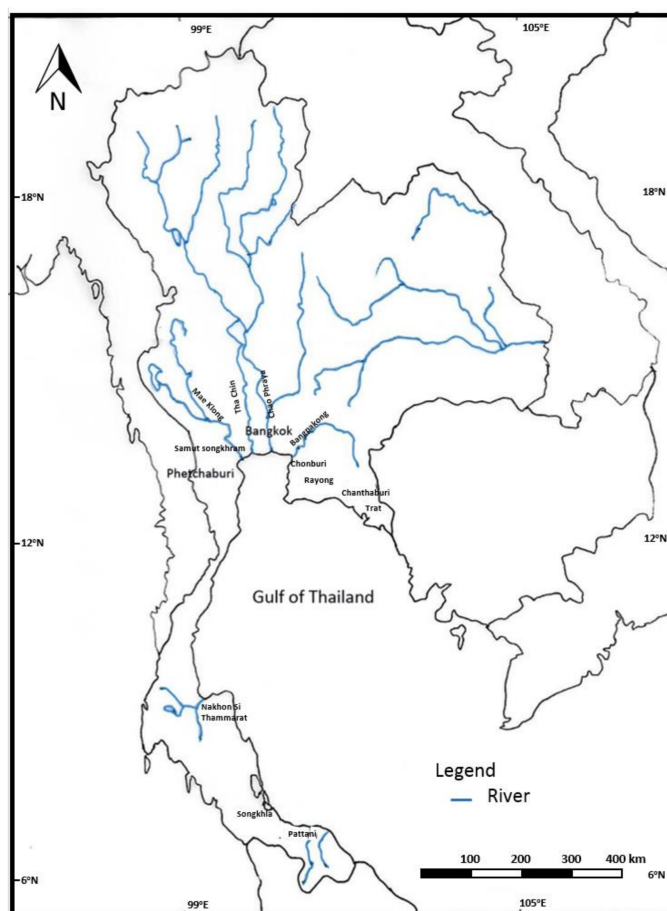 99°E
105°E
N
18°N
18°N
Mae Klong
Tha Chin
Chao Phraya
Bangkok
Bangpakong
Samut songkhram
Phetchaburi
Chonburi
Rayong
Chanthaburi
Trat
12°N
12°N
Gulf of Thailand
Nakhon Si
Thammarat
Legend
River
Songkhla
Pattani
100 200 300 400 km
6°N
6°N
99°E
105°E